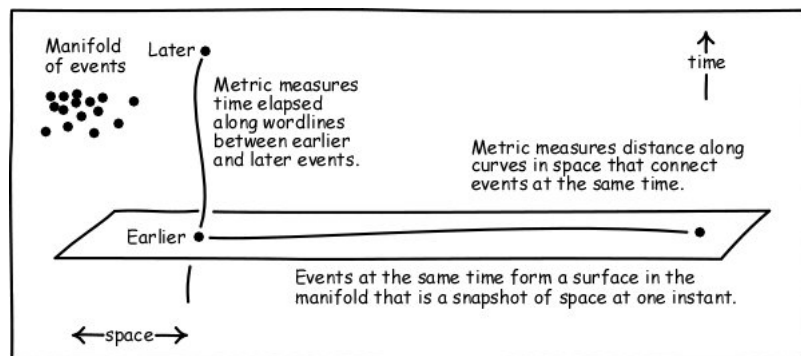 Manifold
of events
Later
Metric measures
time elapsed
along wordlines
between earlier
and later events.
time
Metric measures distance along
curves in space that connect
events at the same time.
Earlier
Events at the same time form a surface in the
manifold that is a snapshot of space at one instant.
space